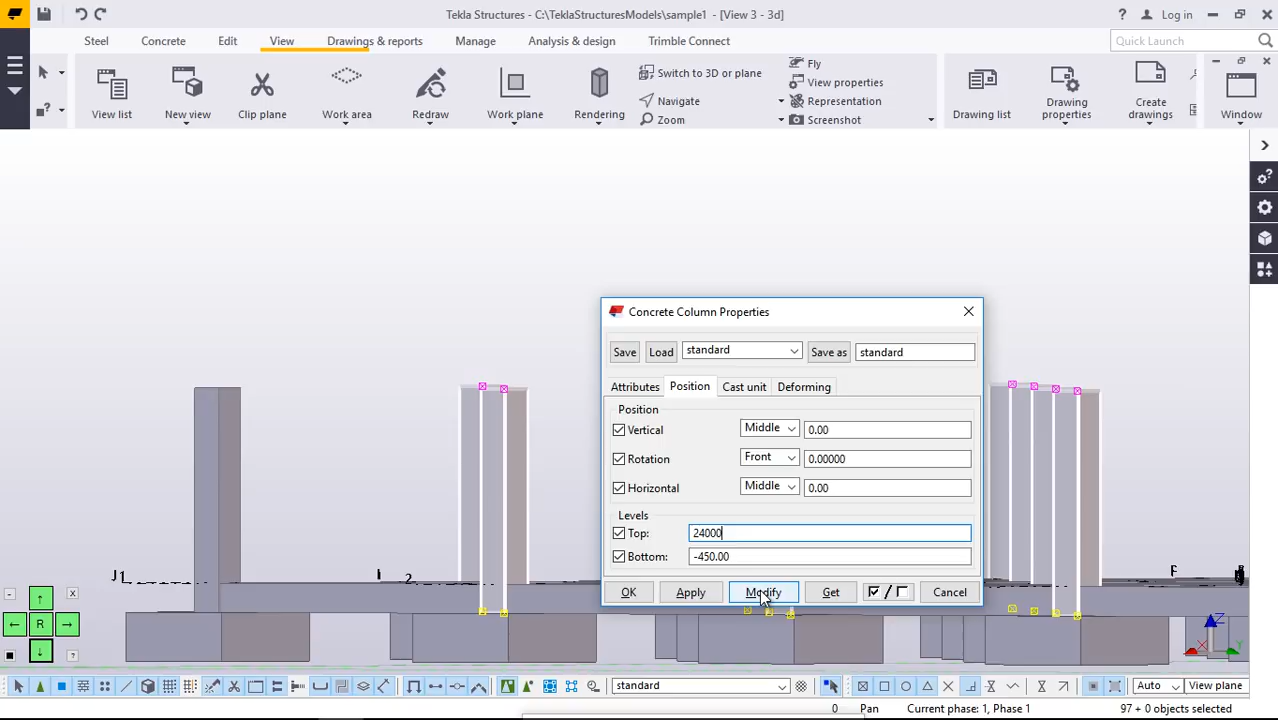 Tekla Structures - C:\TeklaStructuresModels\sample1 - [View 3 - 3d]
? Log in
Steel Concrete Edit View Drawings & reports Manage Analysis & design Trimble Connect
Quick Launch
Fly
Switch to 3D or plane
View properties
Navigate
Representation
Zoom
Screenshot
View list New view Clip plane Work area Redraw Work plane Rendering Drawing list Drawing properties Create drawings Window
Concrete Column Properties
Save Load standard Save as standard
Attributes Position Cast unit Deforming
Position
Vertical Middle 0.00
Rotation Front 0.00000
Horizontal Middle 0.00
Levels
Top: 24000
Bottom: -450.00
OK Apply Modify Get / Cancel
J1
2
F
R
X
?
Z
Y
standard
Auto
View plane
0 Pan Current phase: 1, Phase 1 97 + 0 objects selected